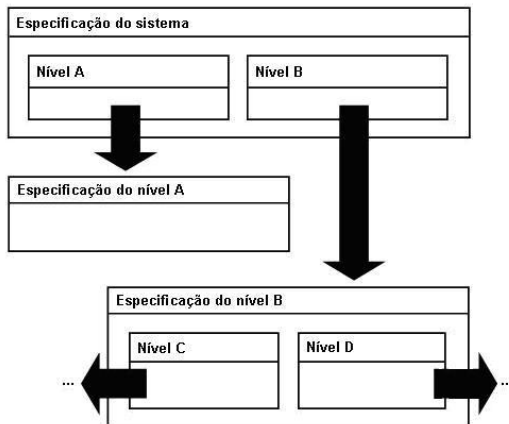 Especificação do sistema
Nível A
Nível B
Especificação do nível A
Especificação do nível B
Nível C
Nível D
...
...